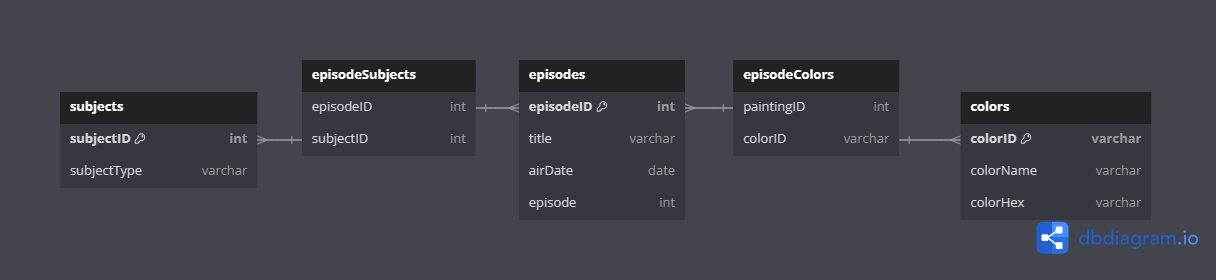 subjects
subjectID int
subjectType varchar
episodeSubjects
episodeID int
subjectID int
episodes
episodeID int
title varchar
airDate date
episode int
episodeColors
paintingID int
colorID varchar
colors
colorID varchar
colorName varchar
colorHex varchar
dbdiagram.io